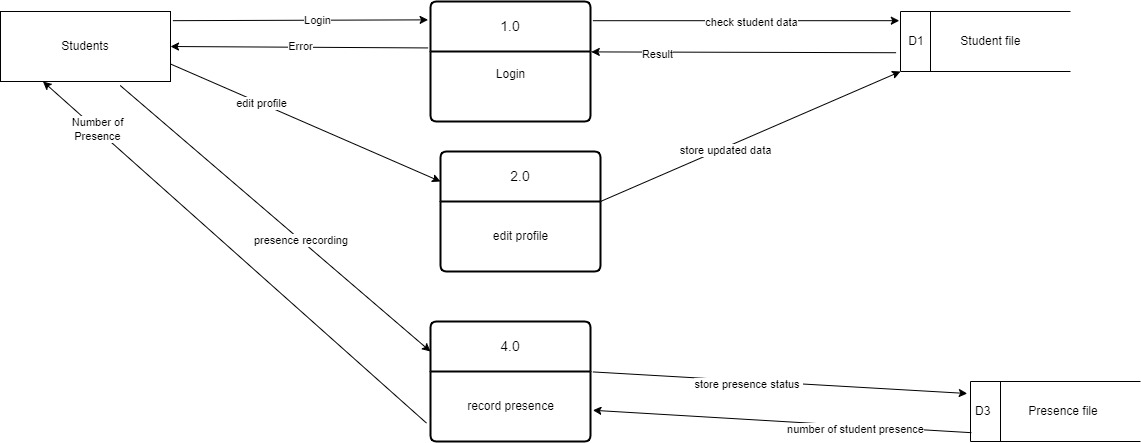 Students
Login
Error
1.0
Login
check student data
Result
D1
Student file
edit profile
Number of
Presence
store updated data
2.0
edit profile
presence recording
4.0
record presence
store presence status
number of student presence
D3
Presence file